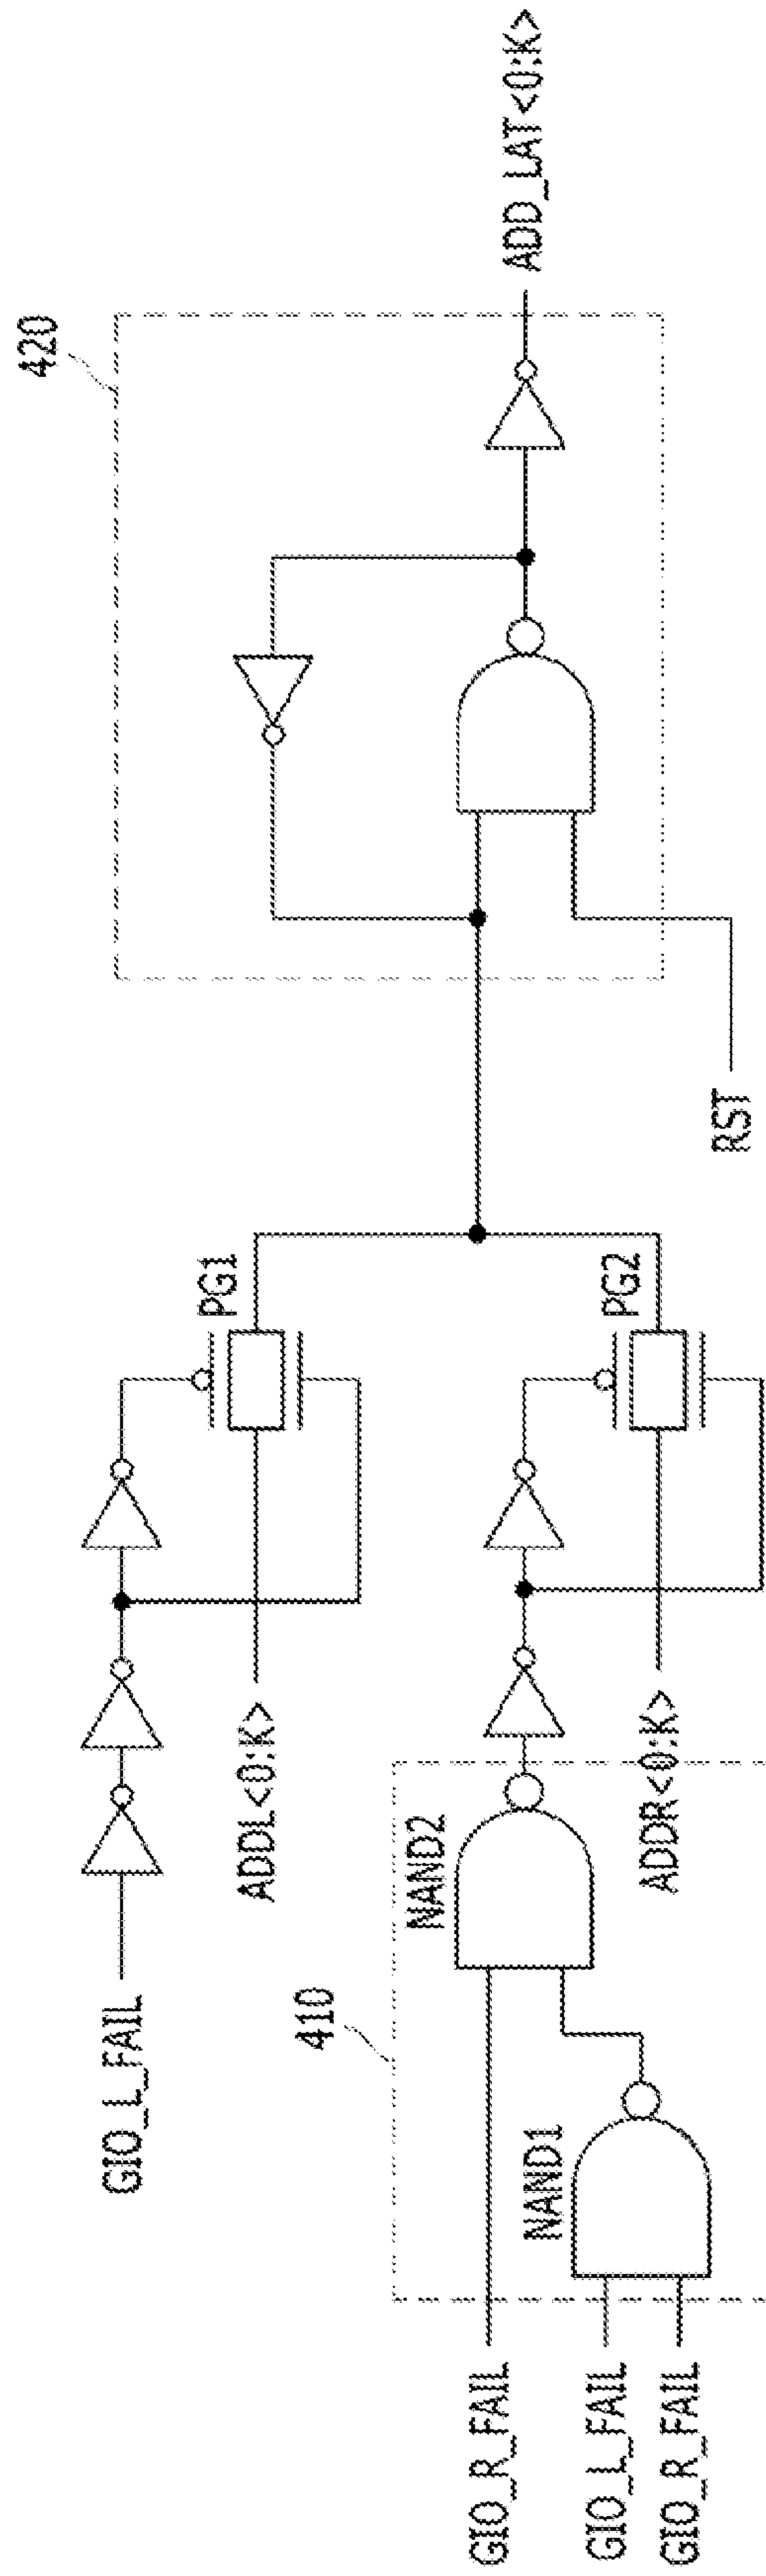 GIO_L_FAIL
ADDL<0:K>
PG1
420
ADD_LAT<0:K>
410
GIO_R_FAIL
GIO_L_FAIL
GIO_R_FAIL
NAND1
NAND2
ADDR<0:K>
PG2
RST